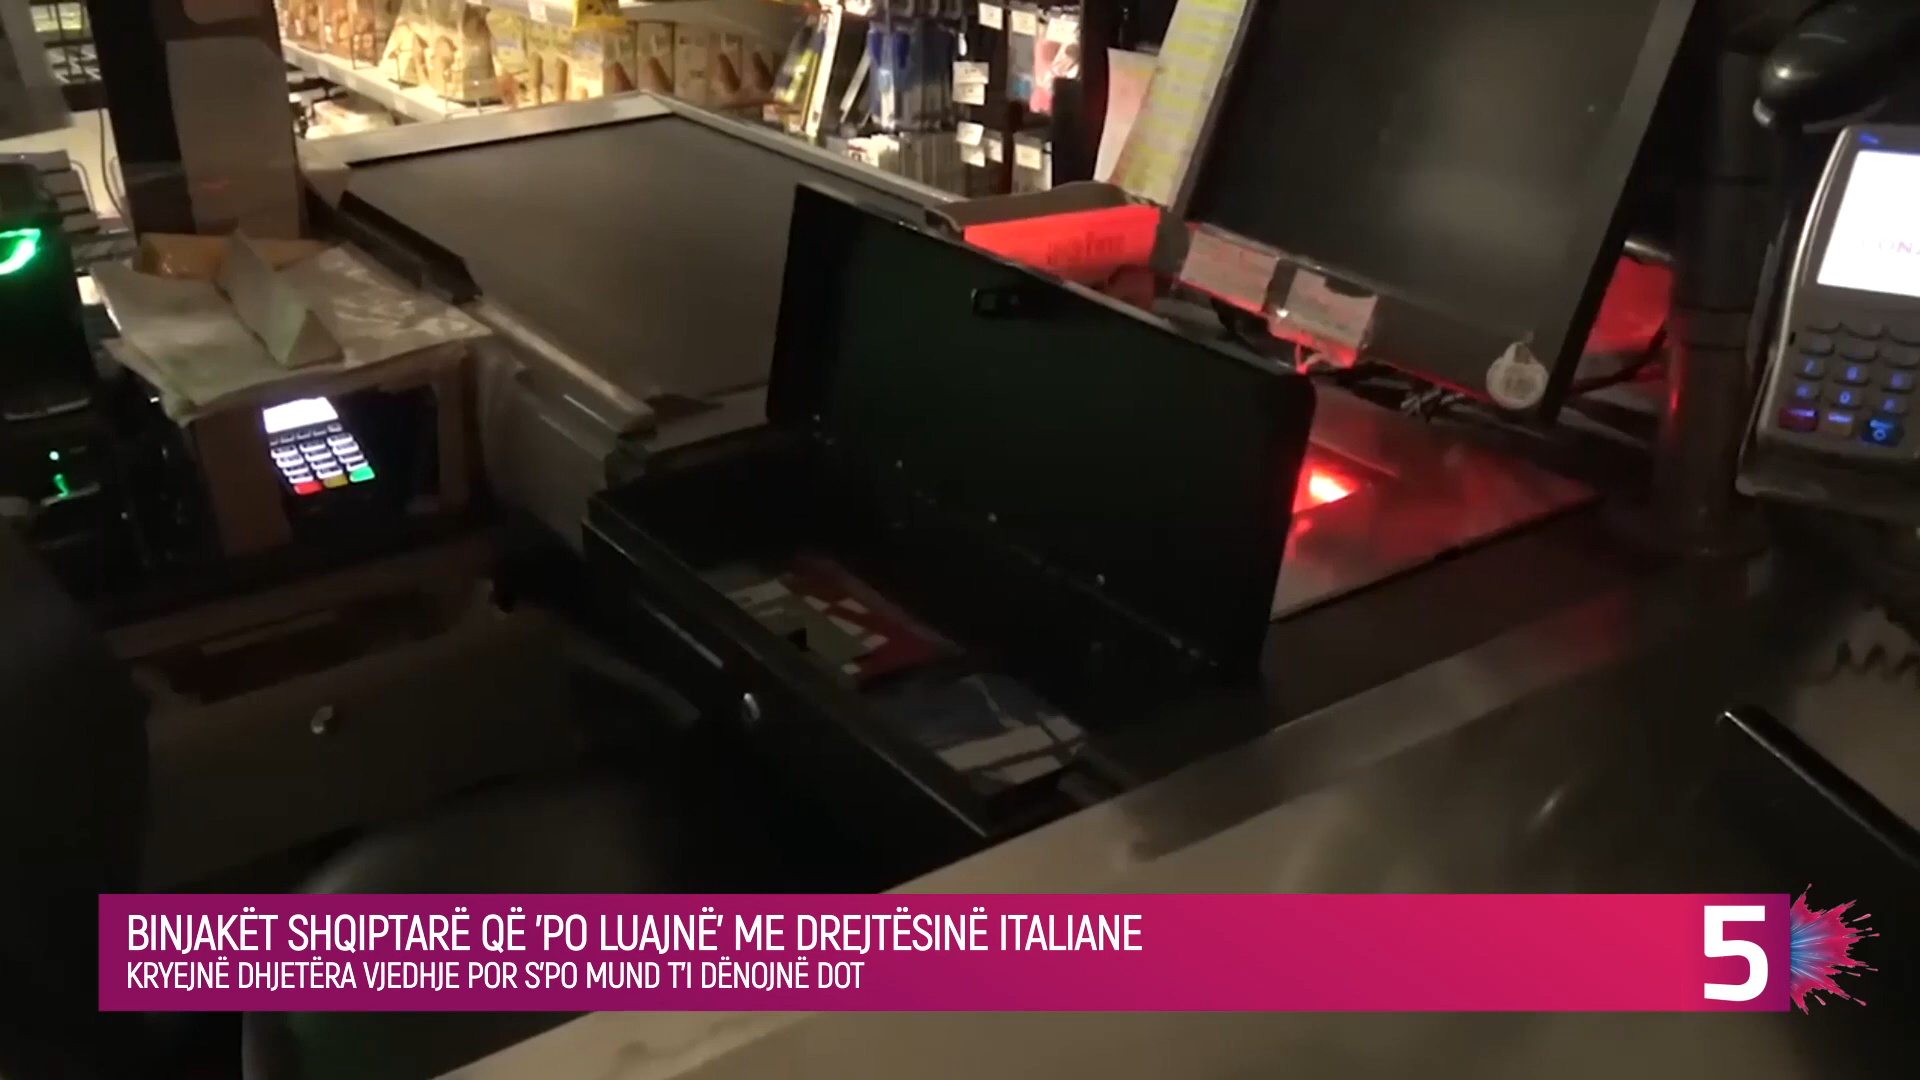 BINJAKËT SHQIPTARË QË 'PO LUAJNË' ME DREJTËSINË ITALIANE
KRYEJNË DHJETËRA VJEDHJE POR S'PO MUND T'I DËNOJNË DOT
5